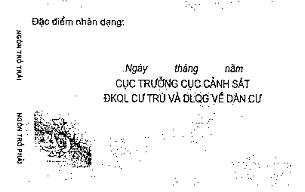 Đặc điểm nhân dạng:
NGÓN TRỎ TRÁI
Ngày tháng năm
CỤC TRƯỞNG CỤC CẢNH SÁT
ĐKQL CƯ TRÚ VÀ DLQG VỀ DÂN CƯ
NGÓN TRỎ PHẢI